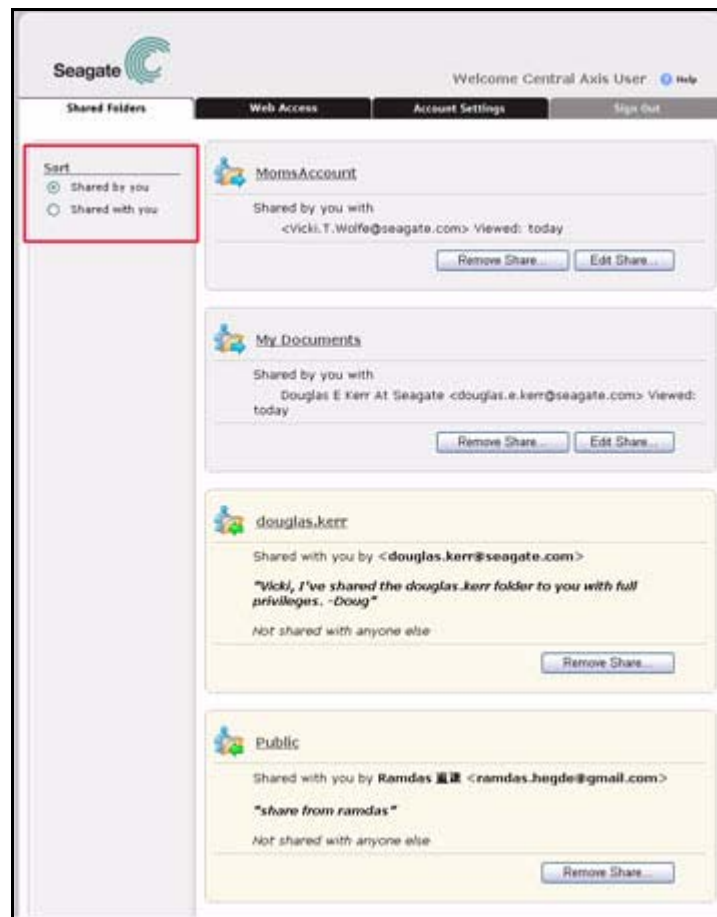 Seagate
Welcome Central Axis User Help
Shared Folders Web Access Account Settings Sign Out
Sort
Shared by you
Shared with you
MomsAccount
Shared by you with
<Vicki.T.Wolfe@seagate.com> Viewed: today
Remove Share... Edit Share...
My Documents
Shared by you with
Douglas E Kerr At Seagate <douglas.e.kerr@seagate.com> Viewed:
today
Remove Share... Edit Share...
douglas.kerr
Shared with you by <douglas.kerr@seagate.com>
"Vicki, I've shared the douglas.kerr folder to you with full
privileges. -Doug"
Not shared with anyone else
Remove Share...
Public
Shared with you by Ramdas <ramdas.hegde@gmail.com>
"share from ramdas"
Not shared with anyone else
Remove Share...